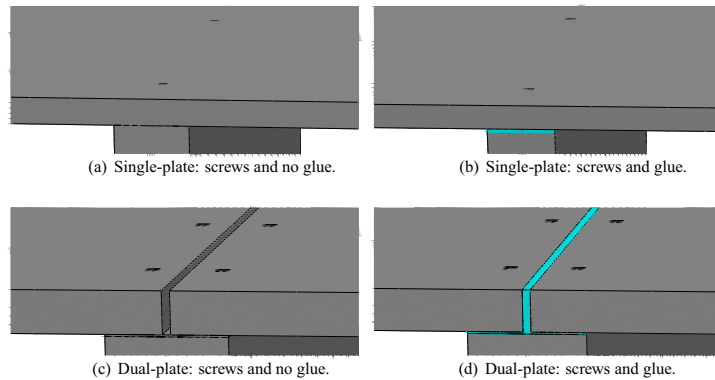 (a) Single-plate: screws and no glue.
(b) Single-plate: screws and glue.
(c) Dual-plate: screws and no glue.
(d) Dual-plate: screws and glue.